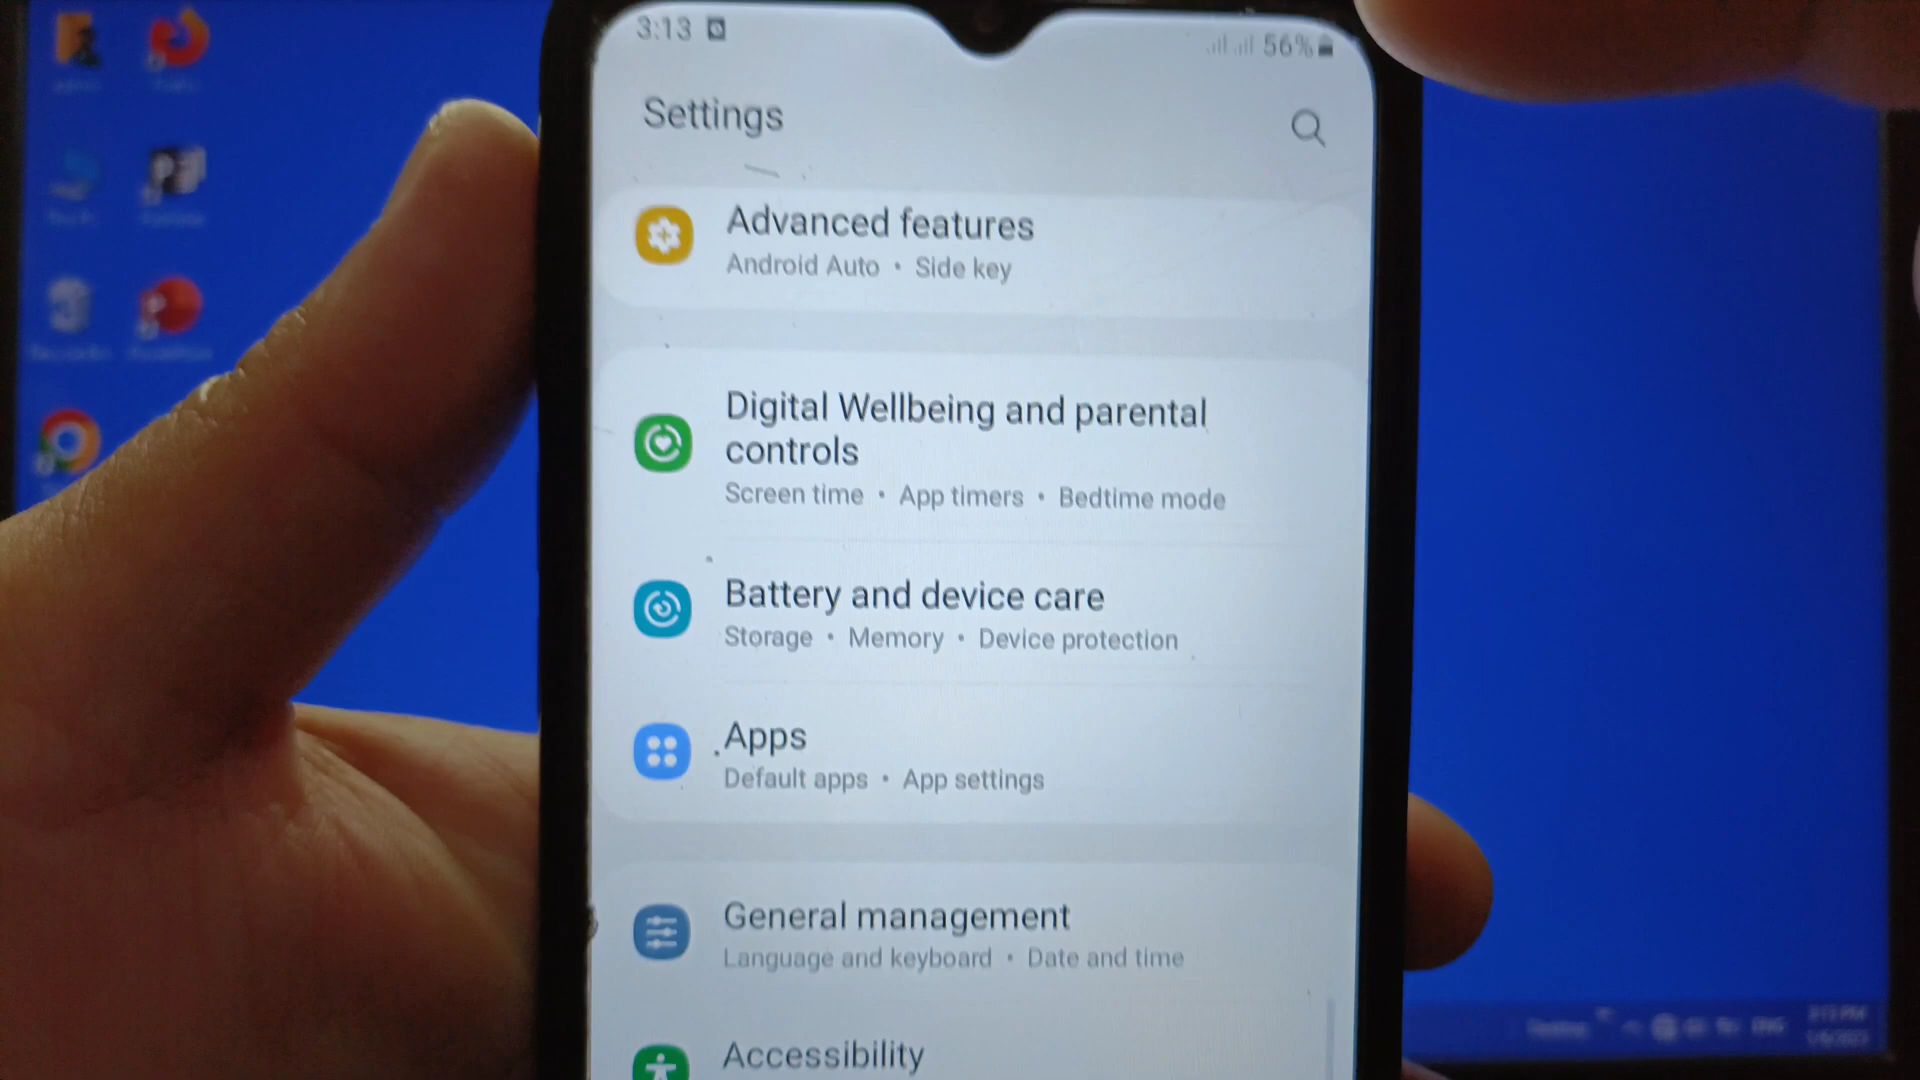 3:13
56%
Settings
Advanced features
Android Auto • Side key
Digital Wellbeing and parental
controls
Screen time • App timers • Bedtime mode
Battery and device care
Storage • Memory • Device protection
Apps
Default apps • App settings
General management
Language and keyboard • Date and time
Accessibility